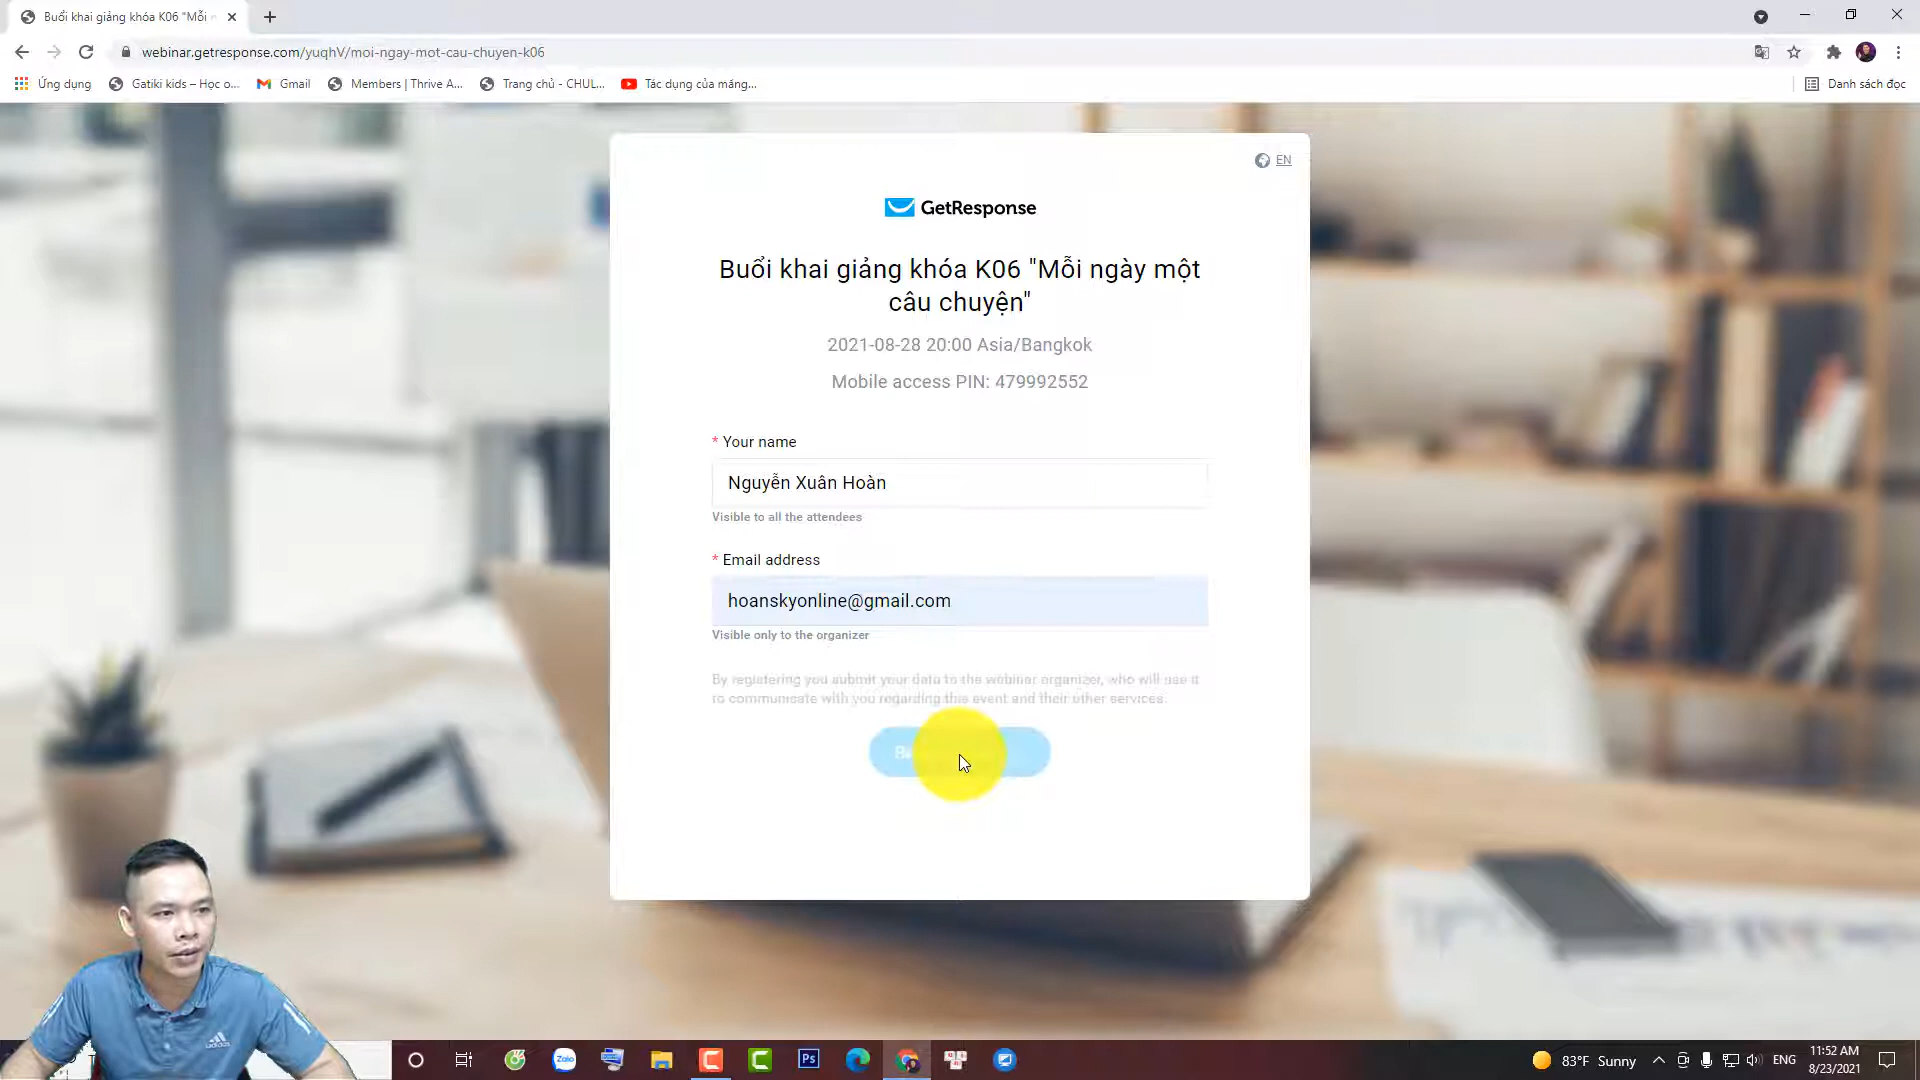 Buổi khai giảng khóa K06 "Mỗi n
webinar.getresponse.com/yuqhV/moi-ngay-mot-cau-chuyen-k06
Ứng dụng
Gatiki kids – Học o...
Gmail
Members | Thrive A...
Trang chủ - CHUL...
Tác dụng của măng...
Danh sách đọc
EN
GetResponse
Buổi khai giảng khóa K06 "Mỗi ngày một
câu chuyện"
2021-08-28 20:00 Asia/Bangkok
Mobile access PIN: 479992552
* Your name
Nguyễn Xuân Hoàn
Visible to all the attendees
* Email address
hoanskyonline@gmail.com
Visible only to the organizer
By registering you submit your data to the webinar organizer, who will use it
to communicate with you regarding this event and their other services.
adidas
Zalo
Ps
83°F Sunny
ENG
11:52 AM
8/23/2021